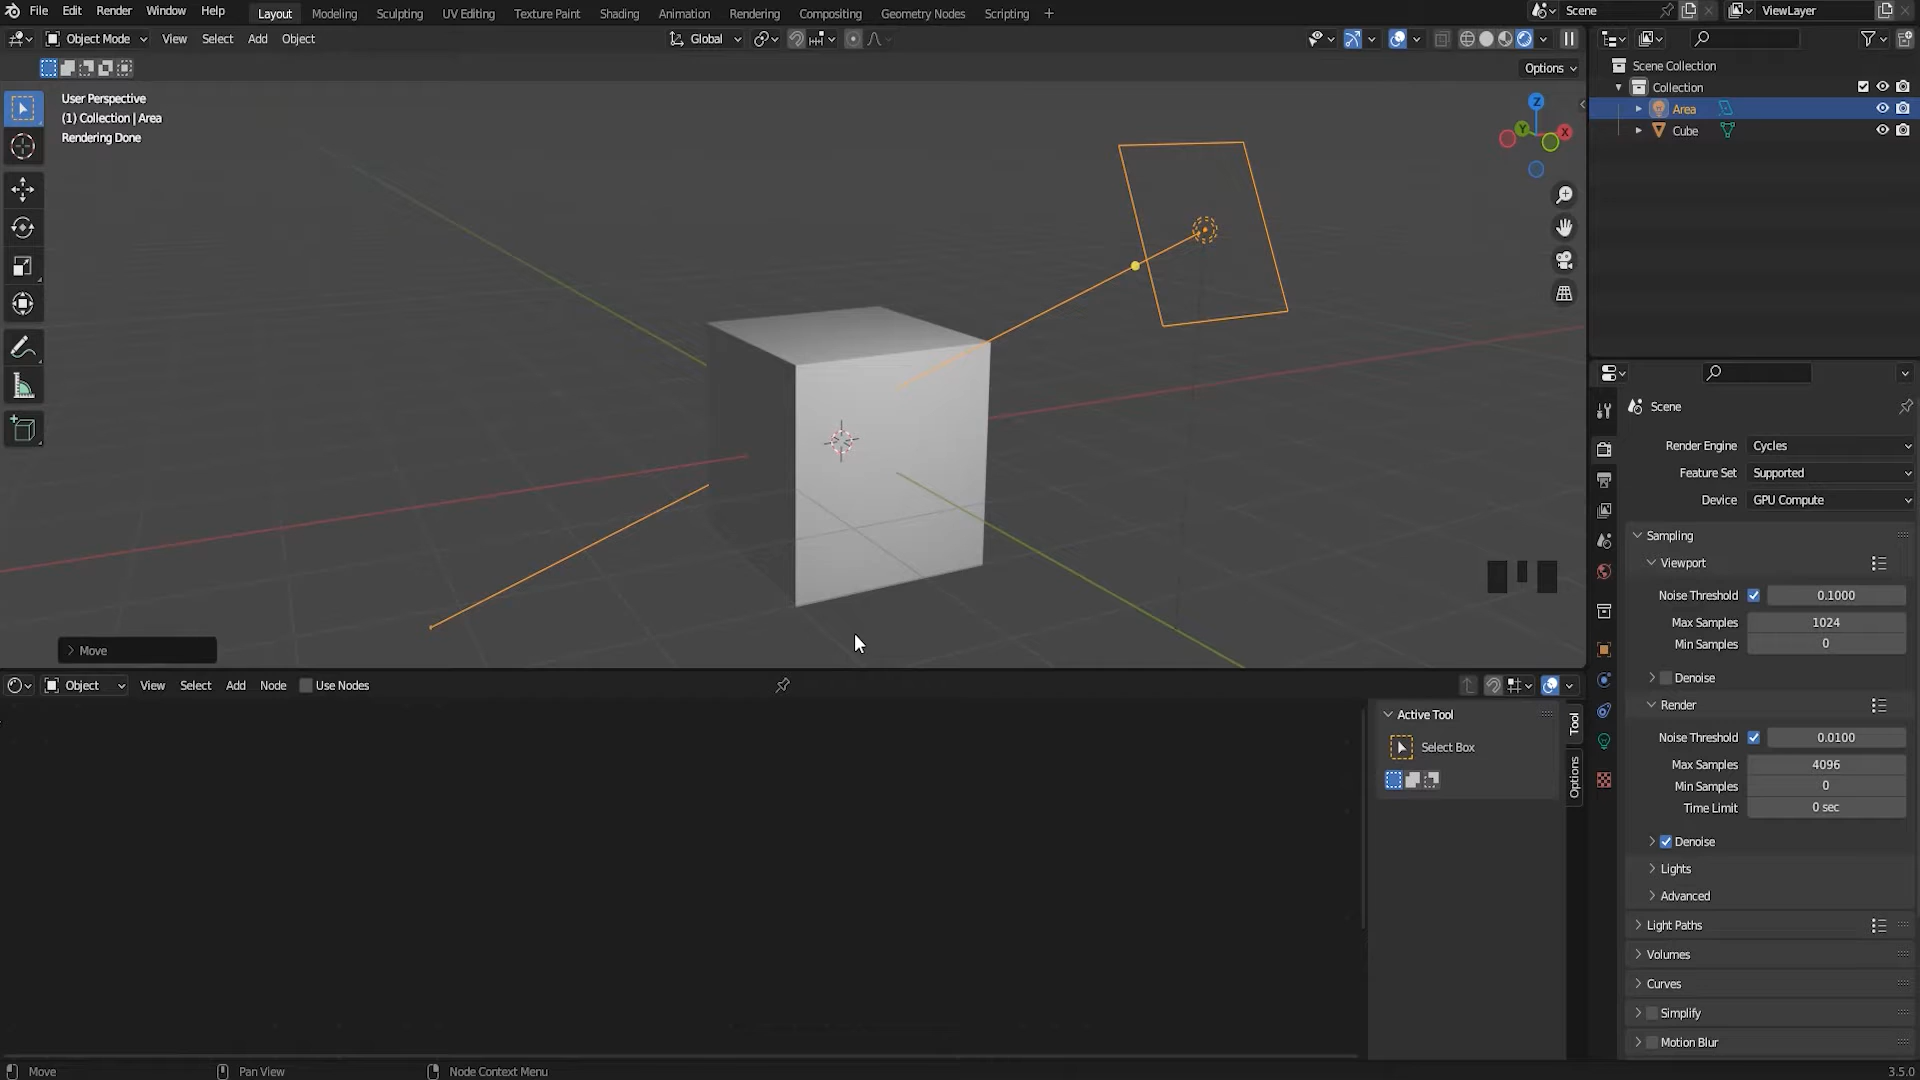 File Edit Render Window Help Layout Modeling Sculpting UV Editing Texture Paint Shading Animation Rendering Compositing Geometry Nodes Scripting + Scene ViewLayer
Object Mode View Select Add Object Global
Options
User Perspective
(1) Collection | Area
Rendering Done
Z
Y
X
Move
Scene Collection
Collection
Area
Cube
Scene
Render Engine Cycles
Feature Set Supported
Device GPU Compute
Sampling
Viewport
Noise Threshold 0.1000
Max Samples 1024
Min Samples 0
Denoise
Render
Noise Threshold 0.0100
Max Samples 4096
Min Samples 0
Time Limit 0 sec
Denoise
Lights
Advanced
Light Paths
Volumes
Curves
Simplify
Motion Blur
Object View Select Add Node Use Nodes
Active Tool
Select Box
Tool
Options
Move Pan View Node Context Menu 3.5.0